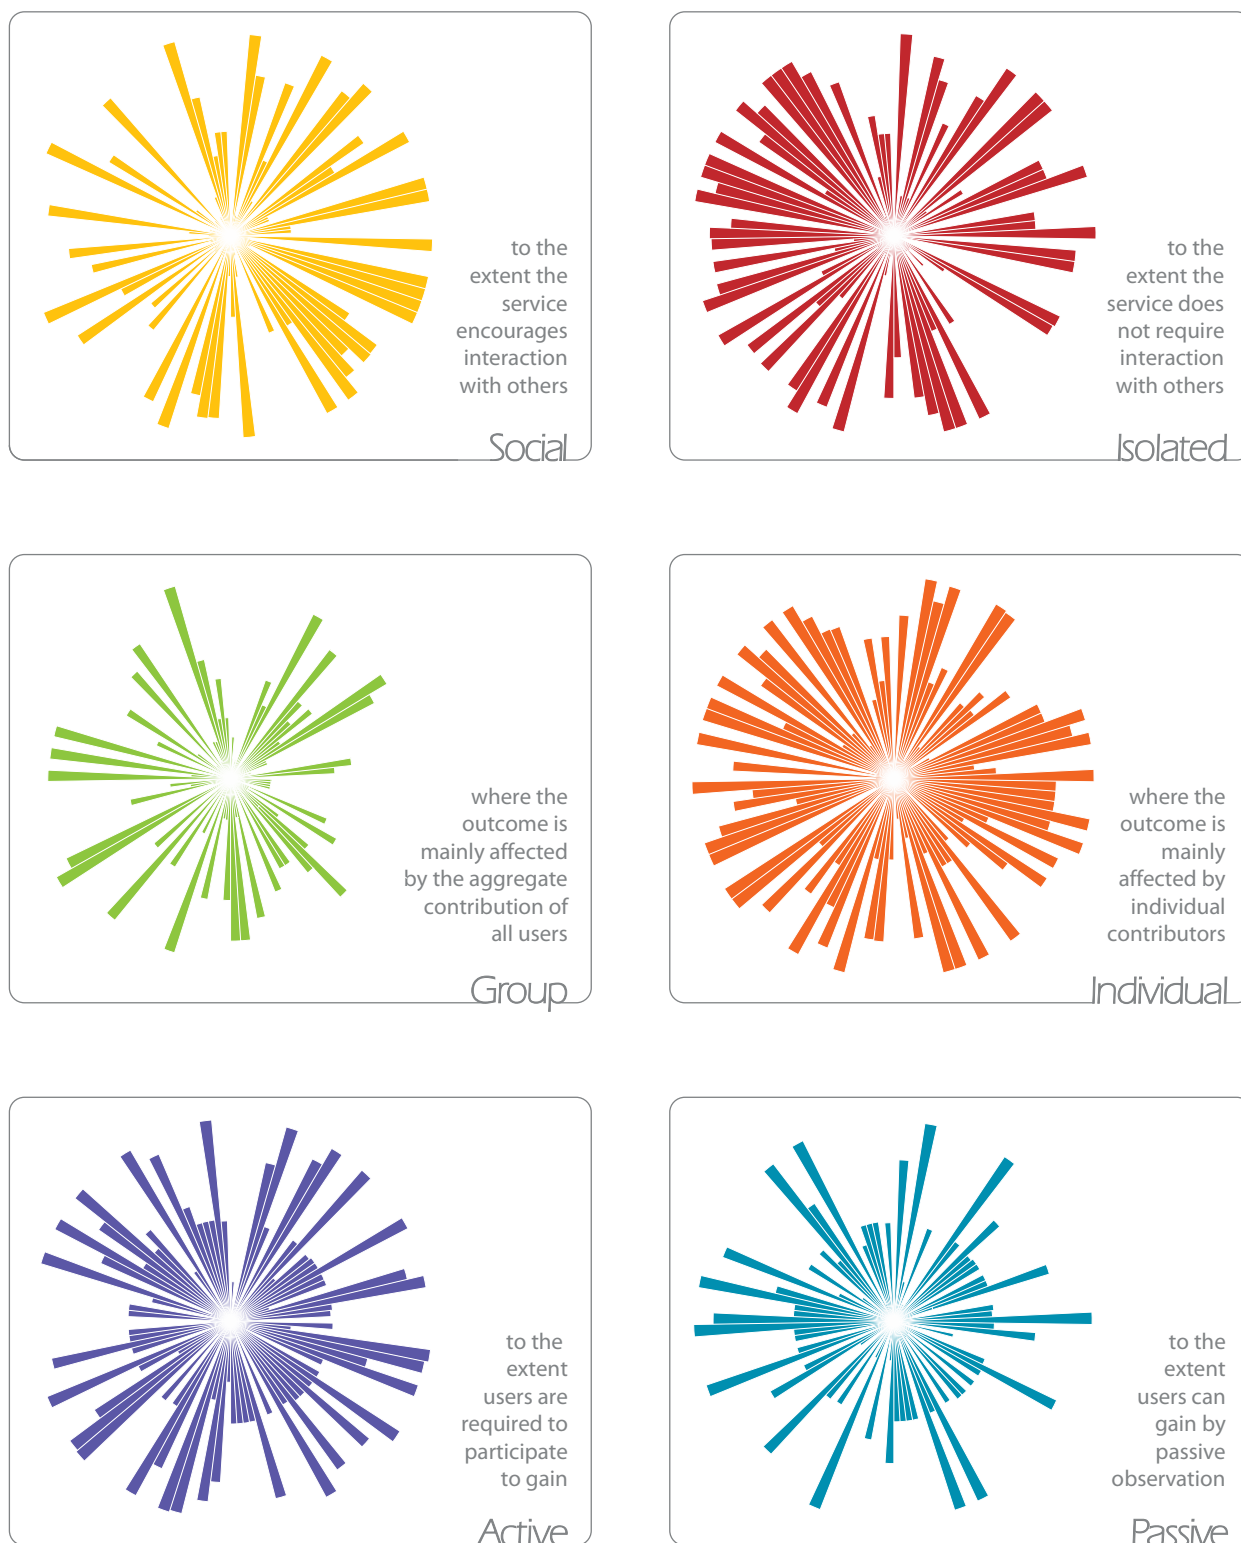 to the
extent the
service
encourages
interaction
with others
Social
to the
extent the
service does
not require
interaction
with others
Isolated
where the
outcome is
mainly affected
by the aggregate
contribution of
all users
Group
where the
outcome is
mainly
affected by
individual
contributors
Individual
to the
extent
users are
required to
participate
to gain
Active
to the
extent
users can
gain by
passive
observation
Passive